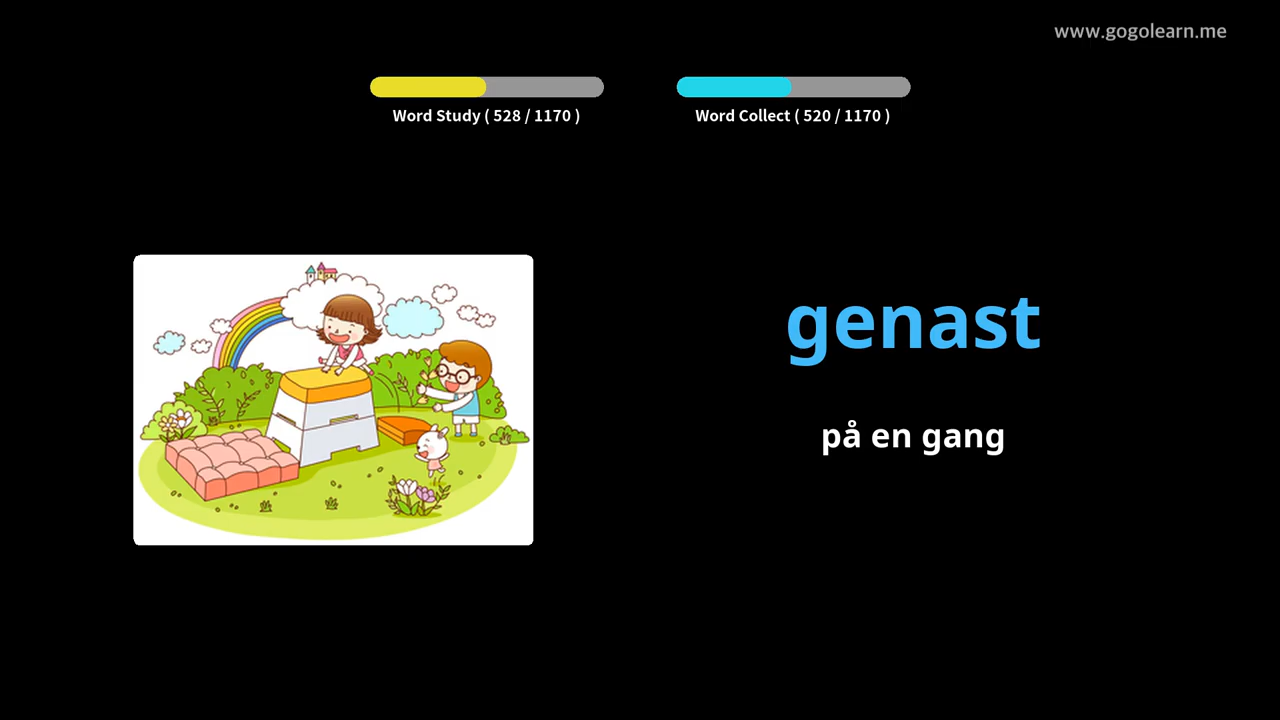 www.gogolearn.me
Word Study ( 528 / 1170 )
Word Collect ( 520 / 1170 )
genast
på en gang